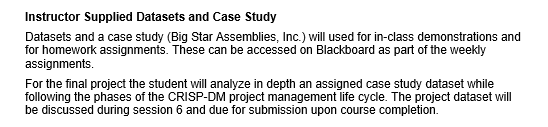 Instructor Supplied Datasets and Case Study
Datasets and a case study (Big Star Assemblies, Inc.) will used for in-class demonstrations and
for homework assignments. These can be accessed on Blackboard as part of the weekly
assignments.
For the final project the student will analyze in depth an assigned case study dataset while
following the phases of the CRISP-DM project management life cycle. The project dataset will
be discussed during session 6 and due for submission upon course completion.